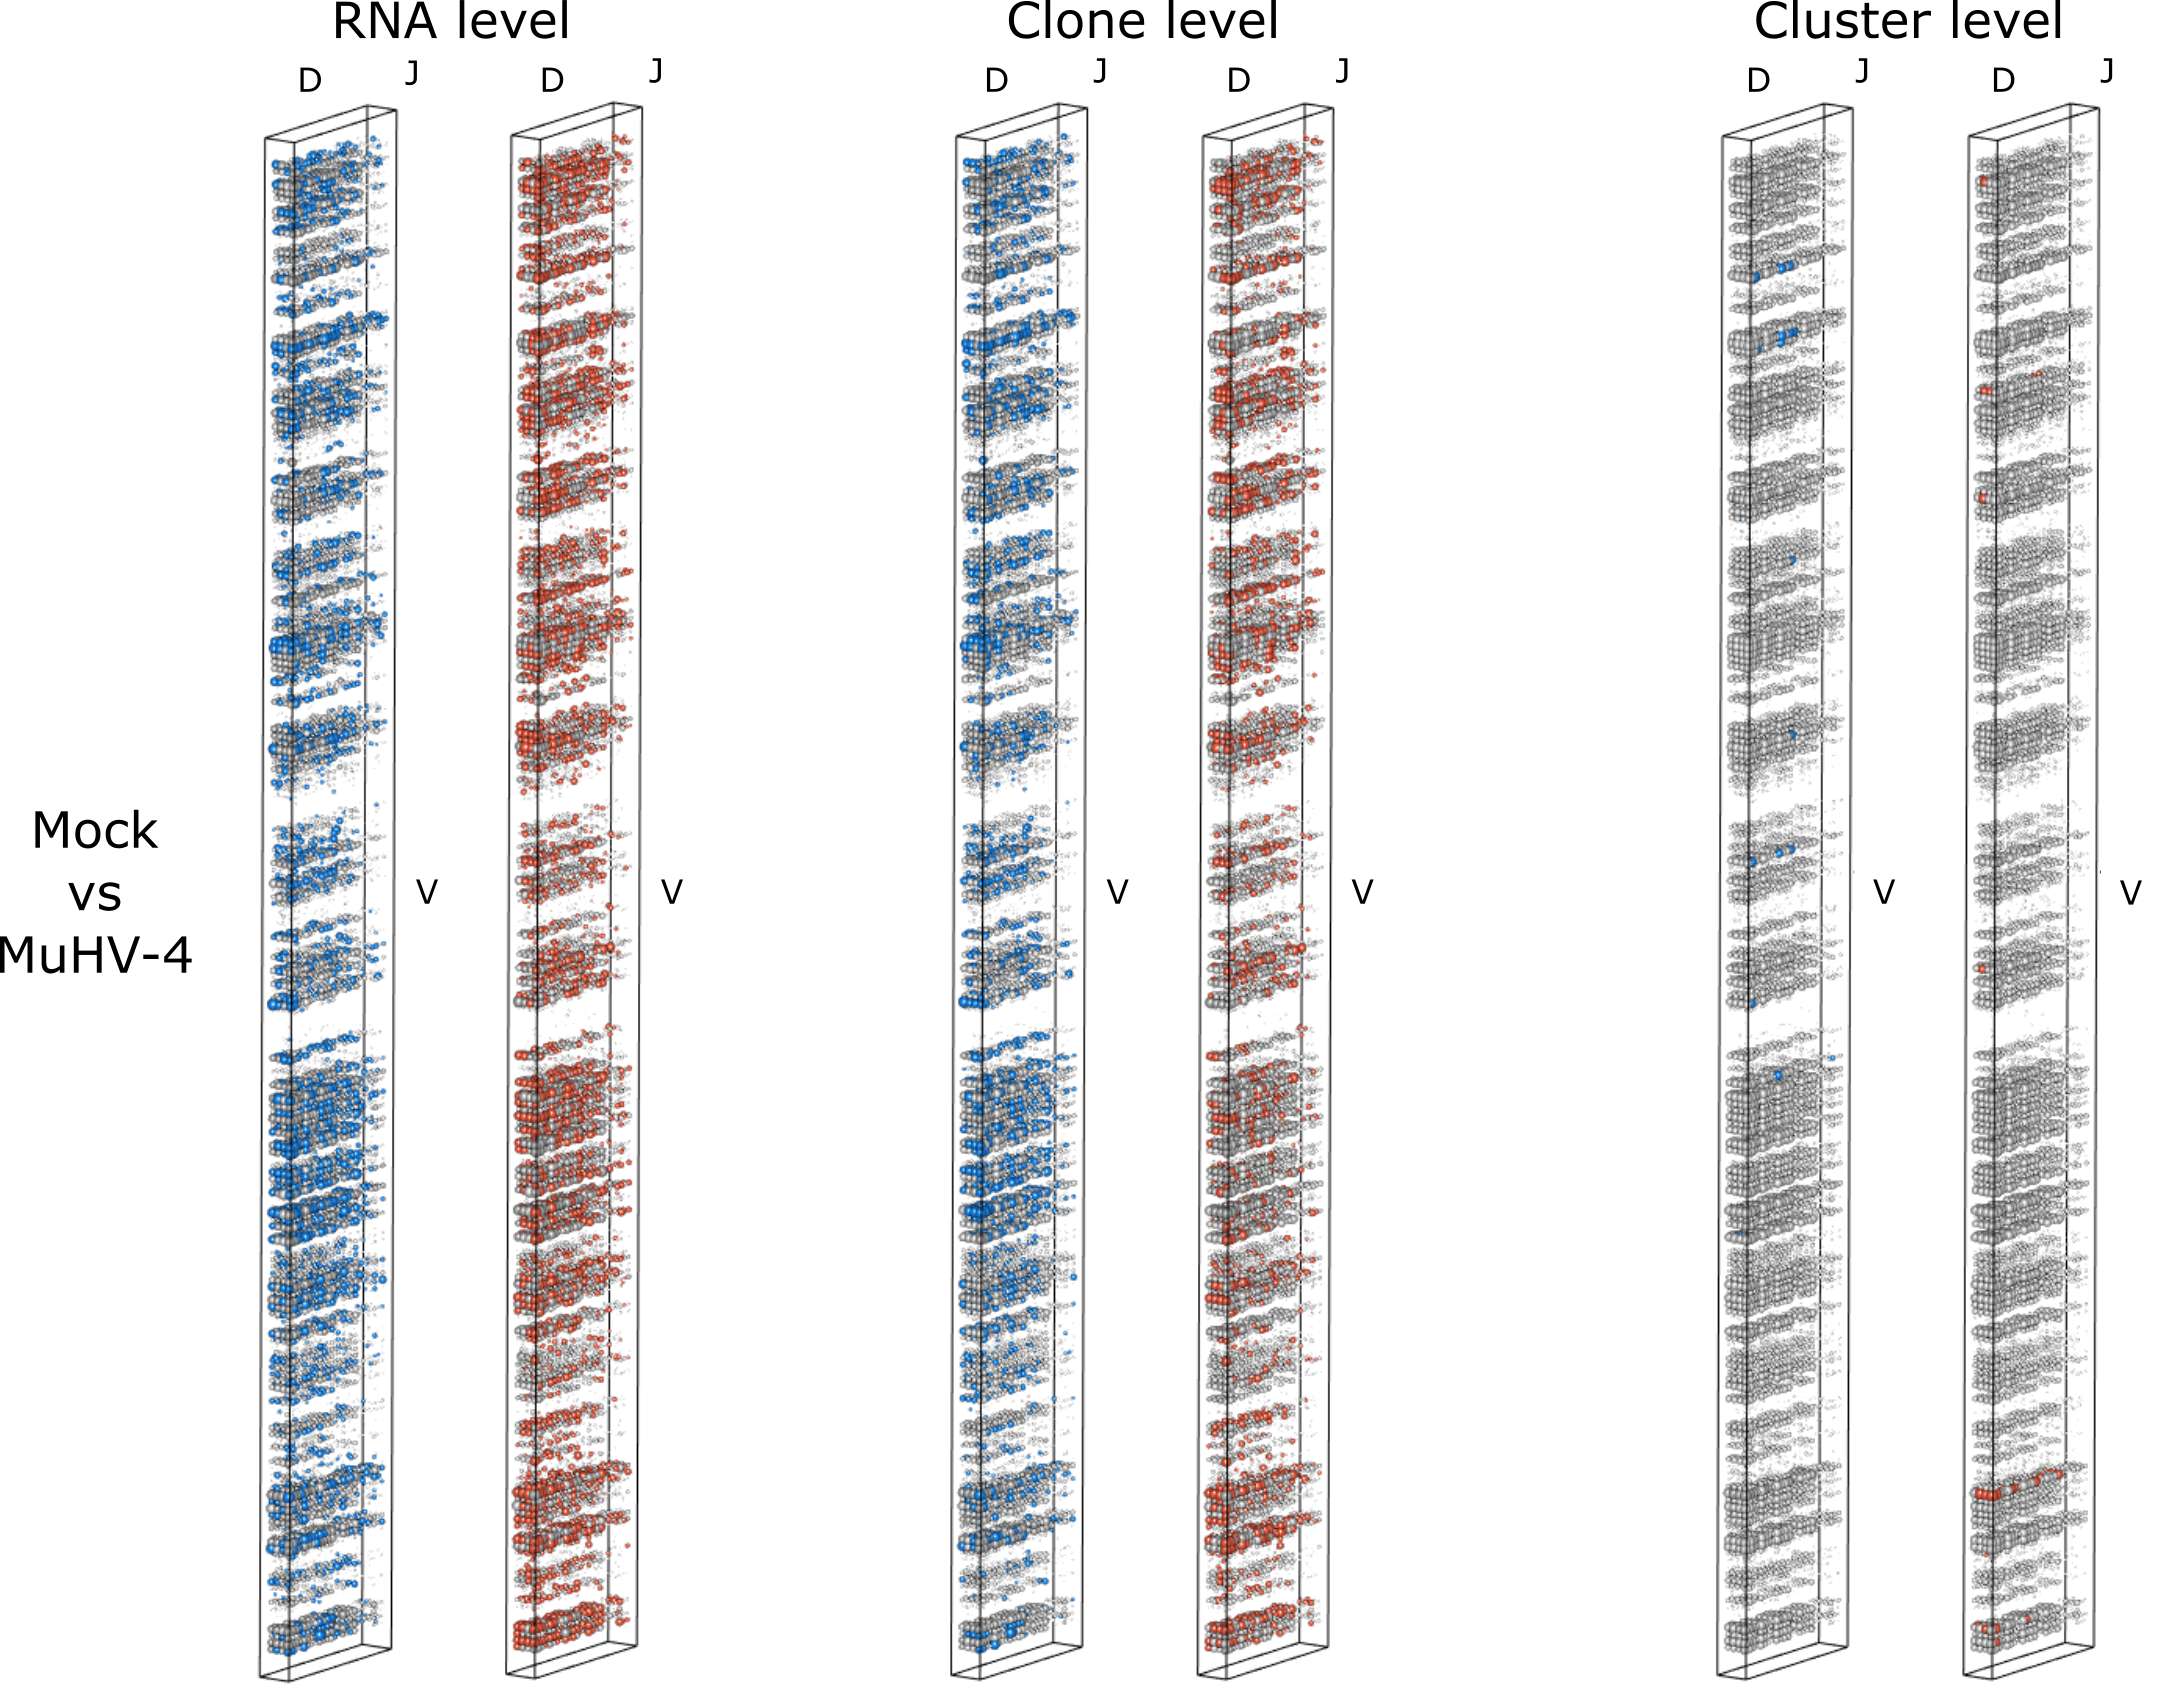 RNA level
Clone level
Cluster level
D J D J D J D J D J D J
Mock
vs
MuHV-4
V V V V V V